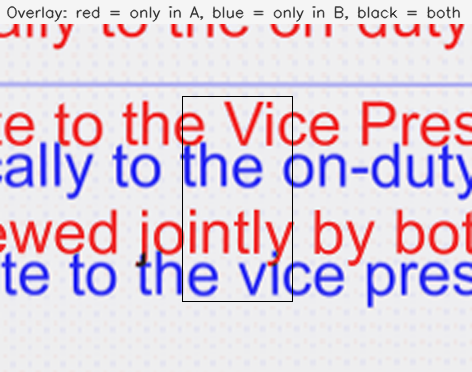 Overlay: red = only in A, blue = only in B, black = both
ally to the on-duty
te to the Vice Pres
cally to the on-duty
ewed jointly by bot
te to the vice pres